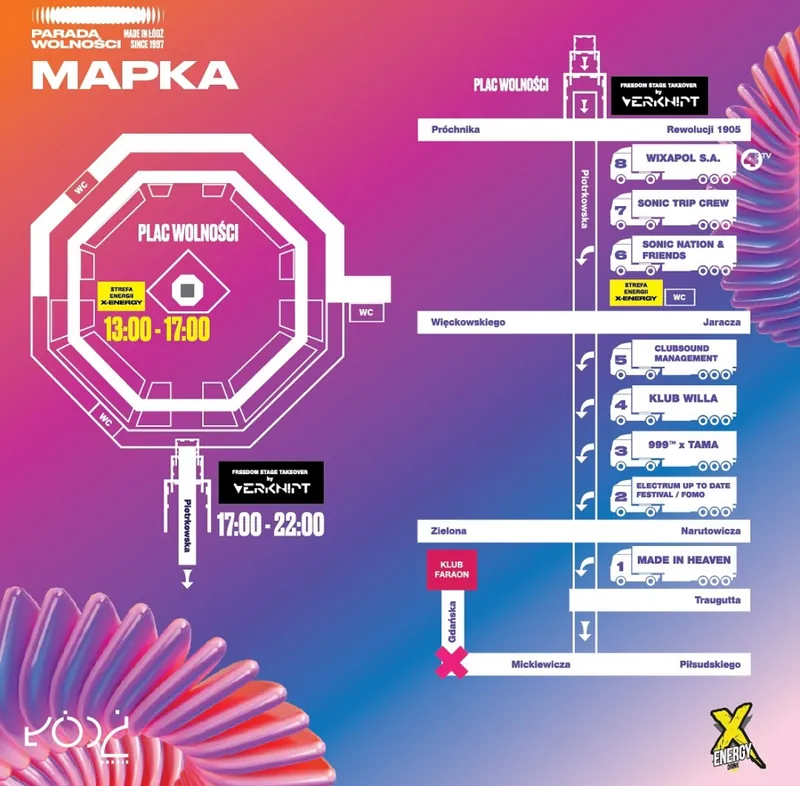 PARADA
WOLNOŚCI
MADE IN ŁÓDŹ
SINCE 1997
MAPKA
WC
PLAC WOLNOŚCI
STREFA
ENERGII
X-ENERGY
13:00 - 17:00
WC
WC
FREEDOM STAGE TAKEOVER
by
VERKNIPT
17:00 - 22:00
Piotrkowska
PLAC WOLNOŚCI
FREEDOM STAGE TAKEOVER
by
VERKNIPT
Próchnika
Rewolucji 1905
Piotrkowska
8 WIXAPOL S.A.
4 TV
7 SONIC TRIP CREW
6 SONIC NATION &
FRIENDS
STREFA
ENERGII
X-ENERGY
WC
Więckowskiego
Jaracza
5 CLUBSOUND
MANAGEMENT
4 KLUB WILLA
3 999™ x TAMA
2 ELECTRUM UP TO DATE
FESTIVAL / FOMO
Zielona
Narutowicza
KLUB
FARAON
1 MADE IN HEAVEN
Traugutta
Gdańska
Mickiewicza
Piłsudskiego
ŁÓDŹ
X
ENERGY
DRINK